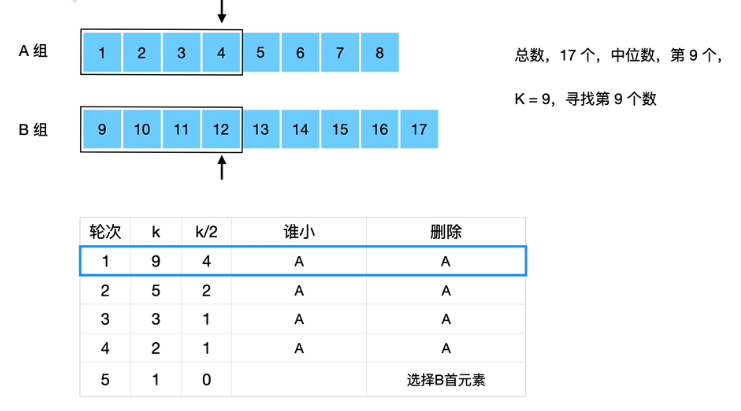 A 组 1 2 3 4 5 6 7 8
总数，17 个，中位数，第 9 个，
K = 9，寻找第 9 个数
B 组 9 10 11 12 13 14 15 16 17
轮次 k k/2 谁小 删除
1 9 4 A A
2 5 2 A A
3 3 1 A A
4 2 1 A A
5 1 0 选择B首元素